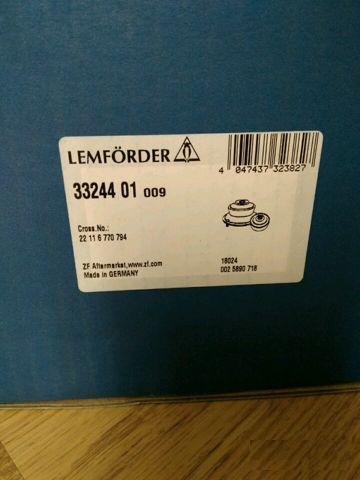 LEMFÖRDER
4 047437 323827
33244 01 009
Cross.No.:
22 11 6 770 794
ZF Aftermarket,www.zf.com
Made in GERMANY
18024
002 5890 718